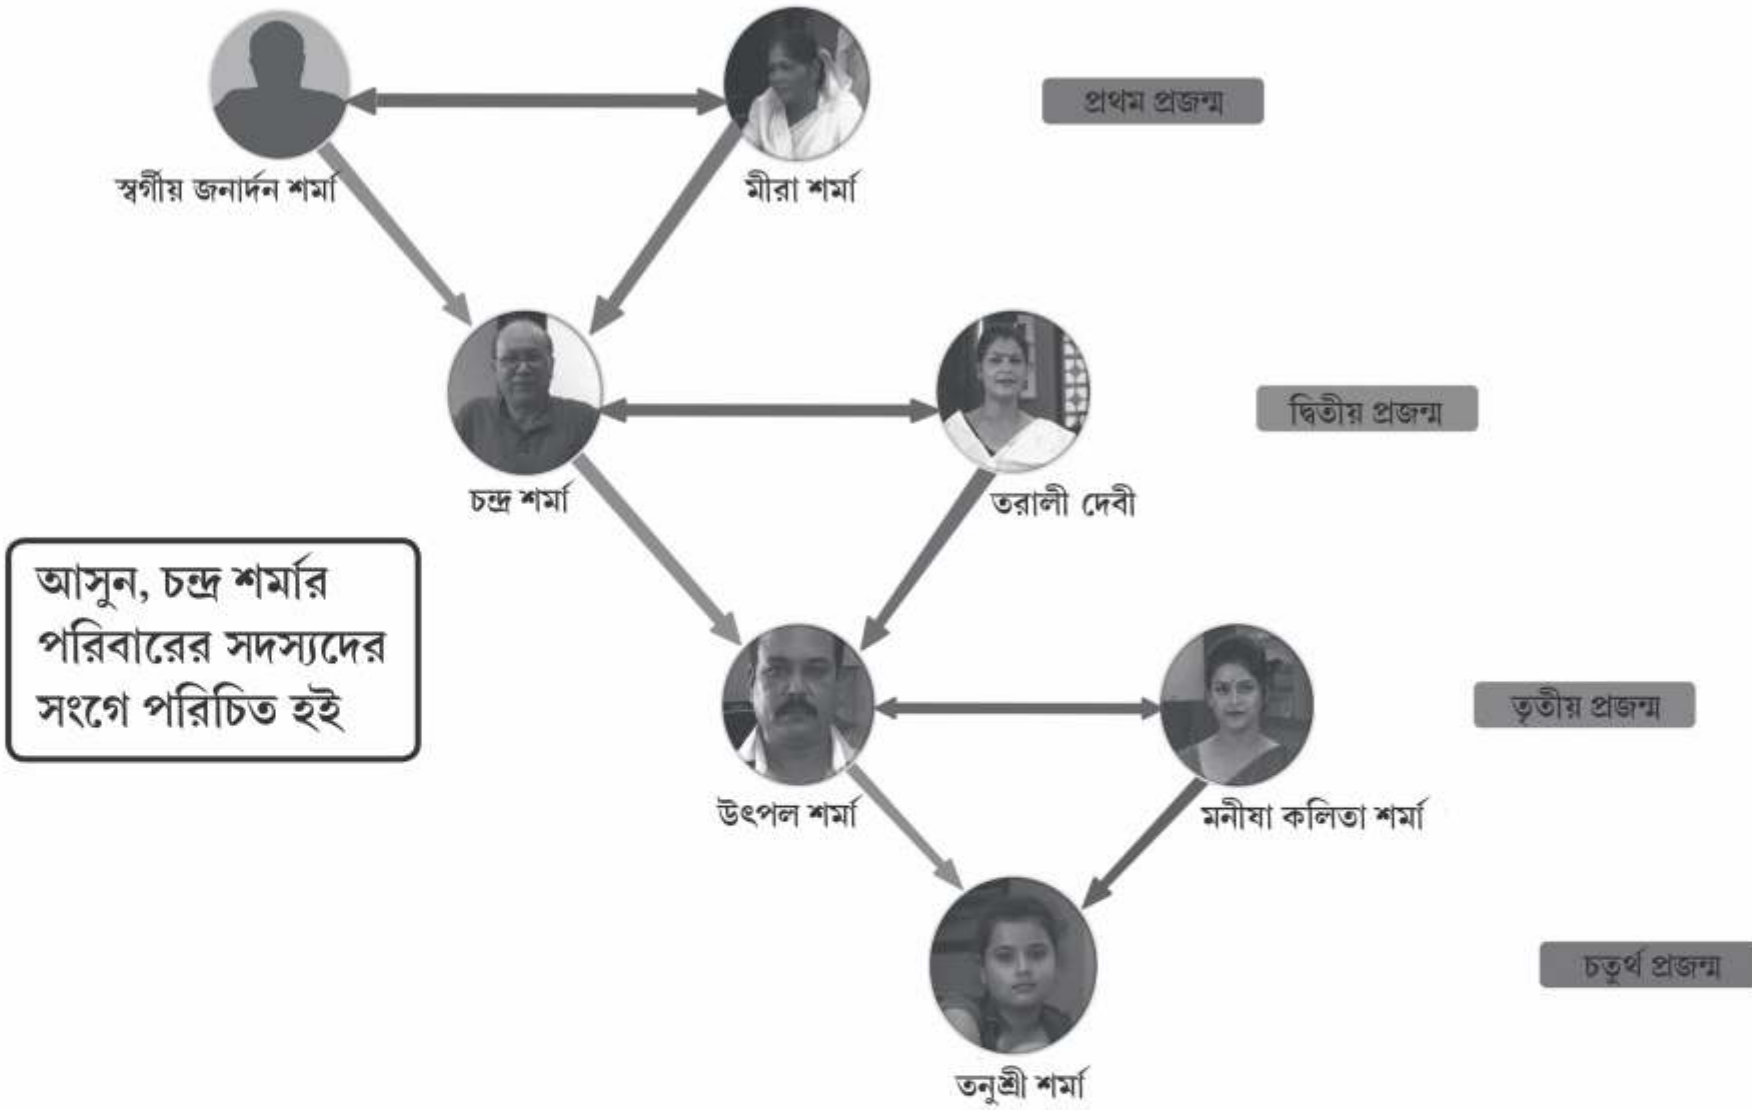 প্রথম প্রজন্ম
স্বর্গীয় জনার্দন শর্মা
মীরা শর্মা
দ্বিতীয় প্রজন্ম
চন্দ্র শর্মা
তরালী দেবী
আসুন, চন্দ্র শর্মার
পরিবারের সদস্যদের
সংগে পরিচিত হই
তৃতীয় প্রজন্ম
উৎপল শর্মা
মনীষা কলিতা শর্মা
চতুর্থ প্রজন্ম
তনুশ্রী শর্মা